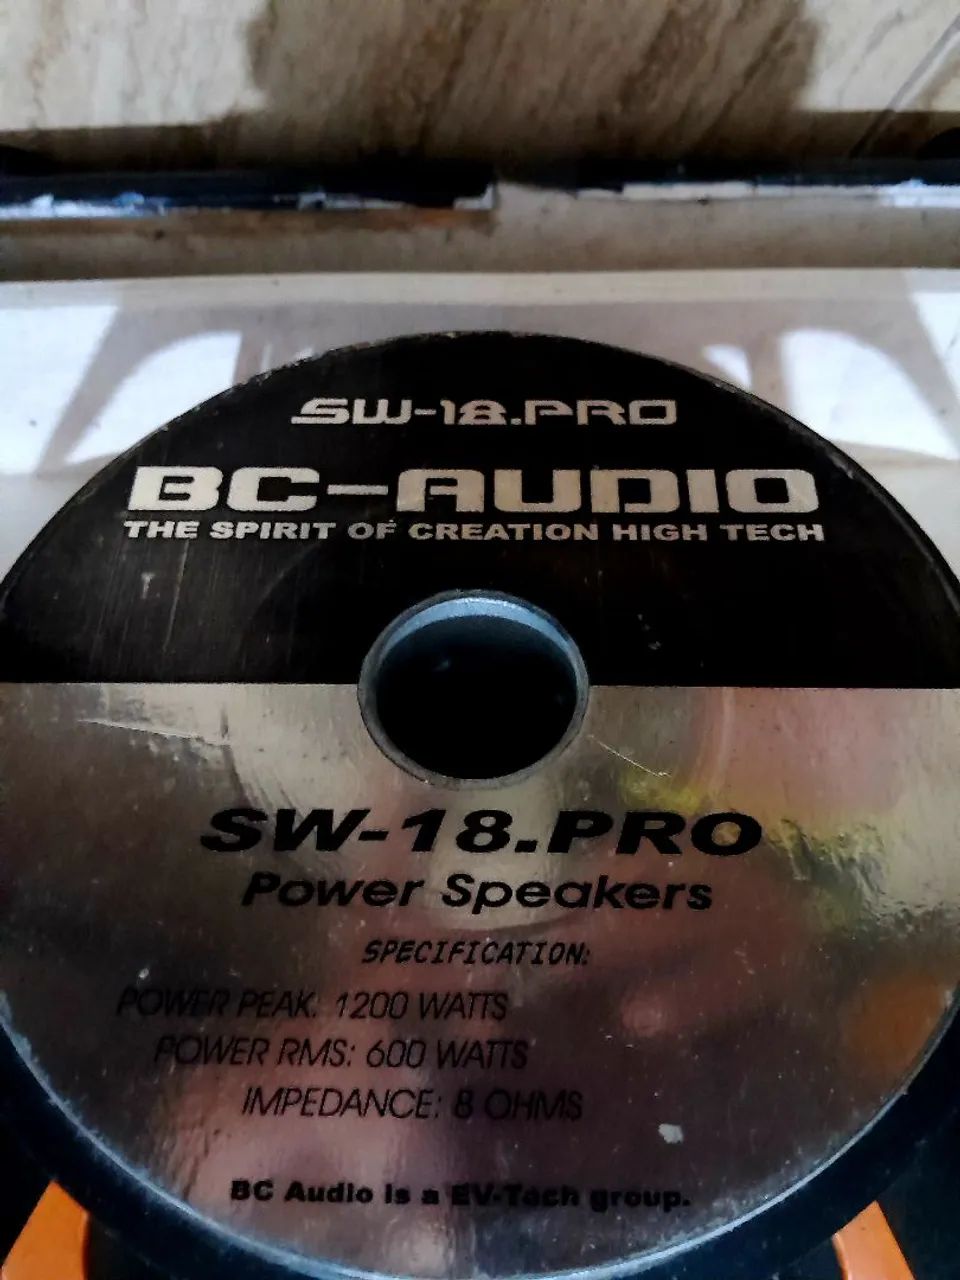 SW-18.PRO
BC-AUDIO
THE SPIRIT OF CREATION HIGH TECH
SW-18.PRO
Power Speakers
SPECIFICATION:
POWER PEAK: 1200 WATTS
POWER RMS: 600 WATTS
IMPEDANCE: 8 OHMS
BC Audio is a EV-Tech group.